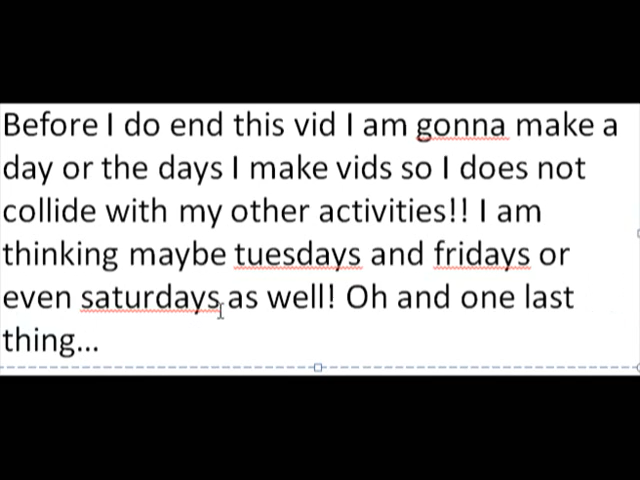 Before I do end this vid I am gonna make a
day or the days I make vids so I does not
collide with my other activities!! I am
thinking maybe tuesdays and fridays or
even saturdays as well! Oh and one last
thing...